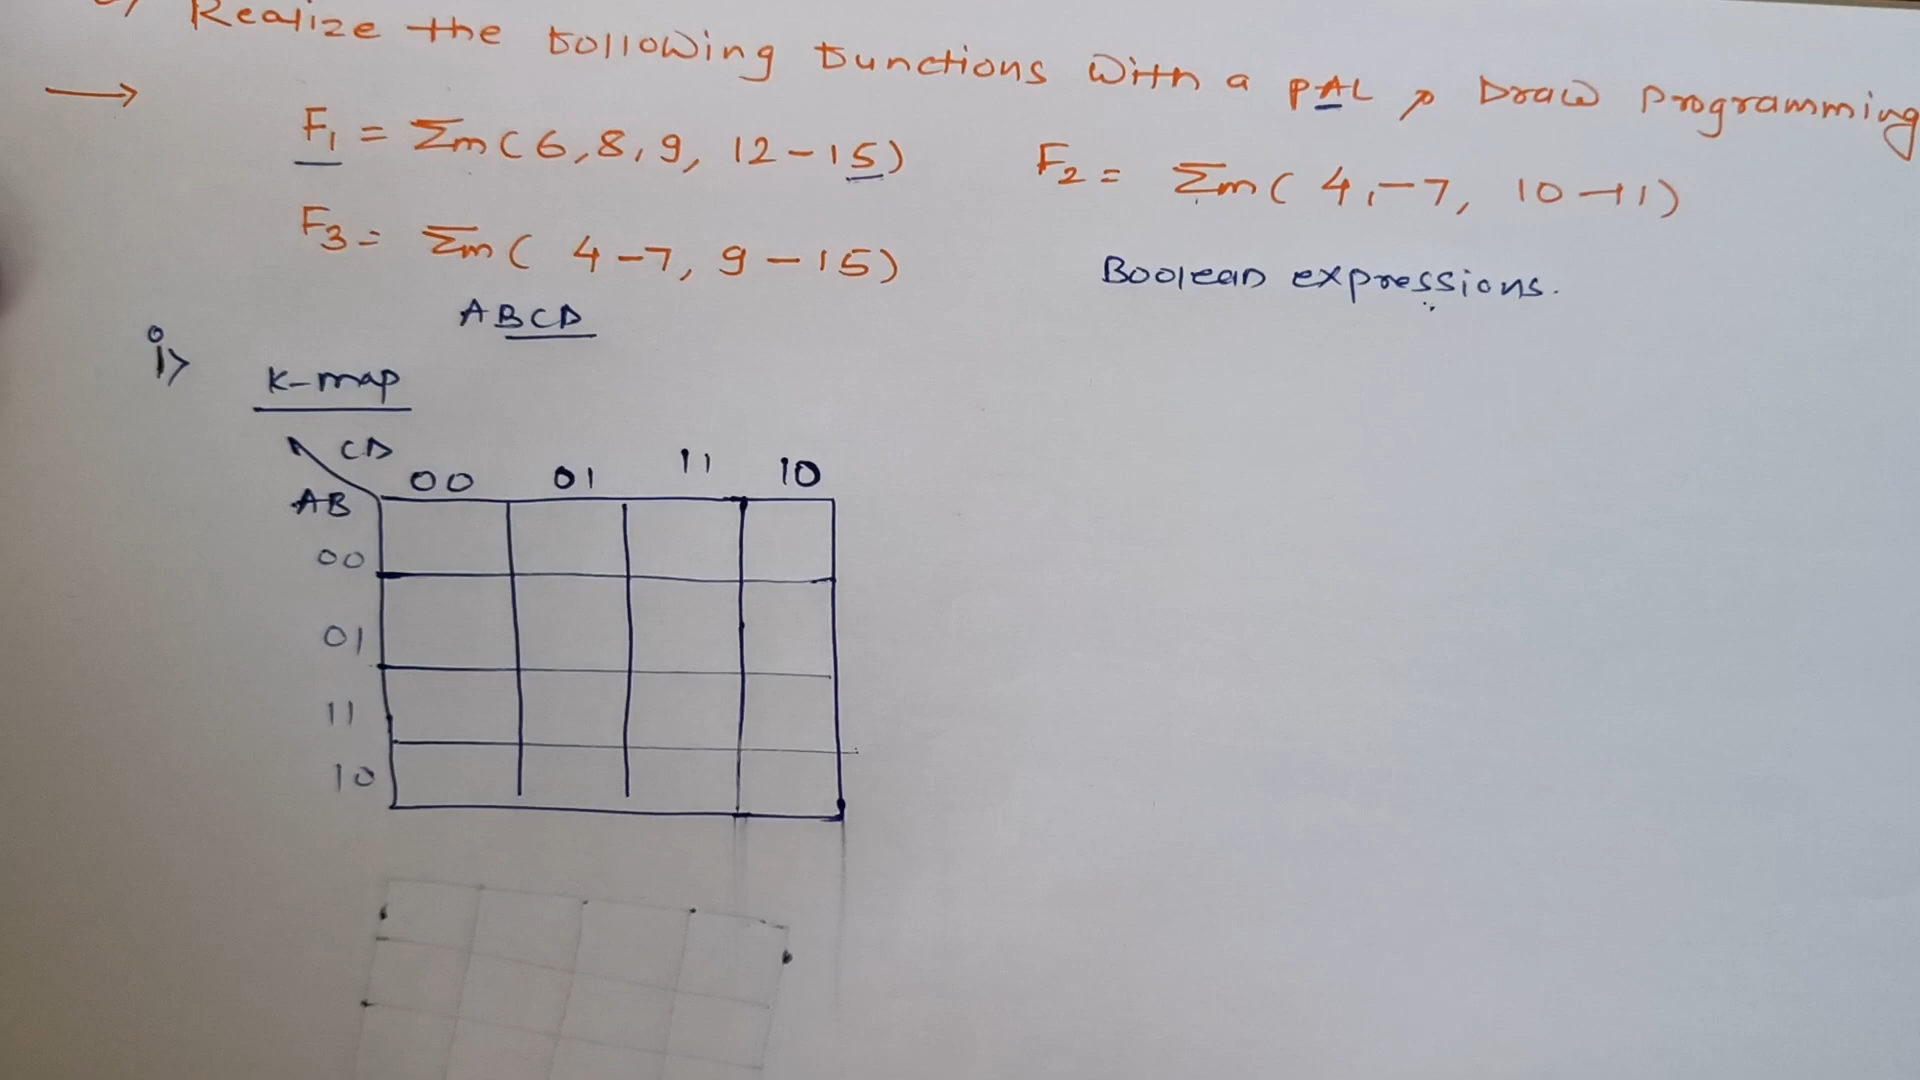 Realize the following functions with a PAL, Draw programming
F1 = Σm(6,8,9, 12-15) F2 = Σm(4,-7, 10-11)
F3 = Σm(4-7, 9-15)
Boolean expressions.
ABCD
i>
K-map
CD
00 01 11 10
AB
00
01
11
10